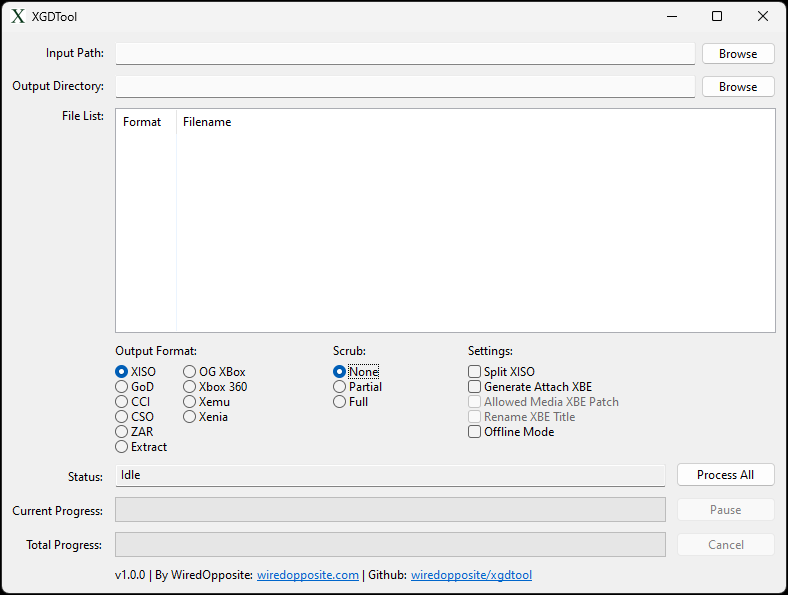 XGDTool
Input Path:
Browse
Output Directory:
Browse
File List:
Format Filename
Output Format: Scrub: Settings:
XISO OG XBox None Split XISO
GoD Xbox 360 Partial Generate Attach XBE
CCI Xemu Full Allowed Media XBE Patch
CSO Xenia Rename XBE Title
ZAR Offline Mode
Extract
Status: Idle Process All
Current Progress: Pause
Total Progress: Cancel
v1.0.0 | By WiredOpposite: wiredopposite.com | Github: wiredopposite/xgdtool